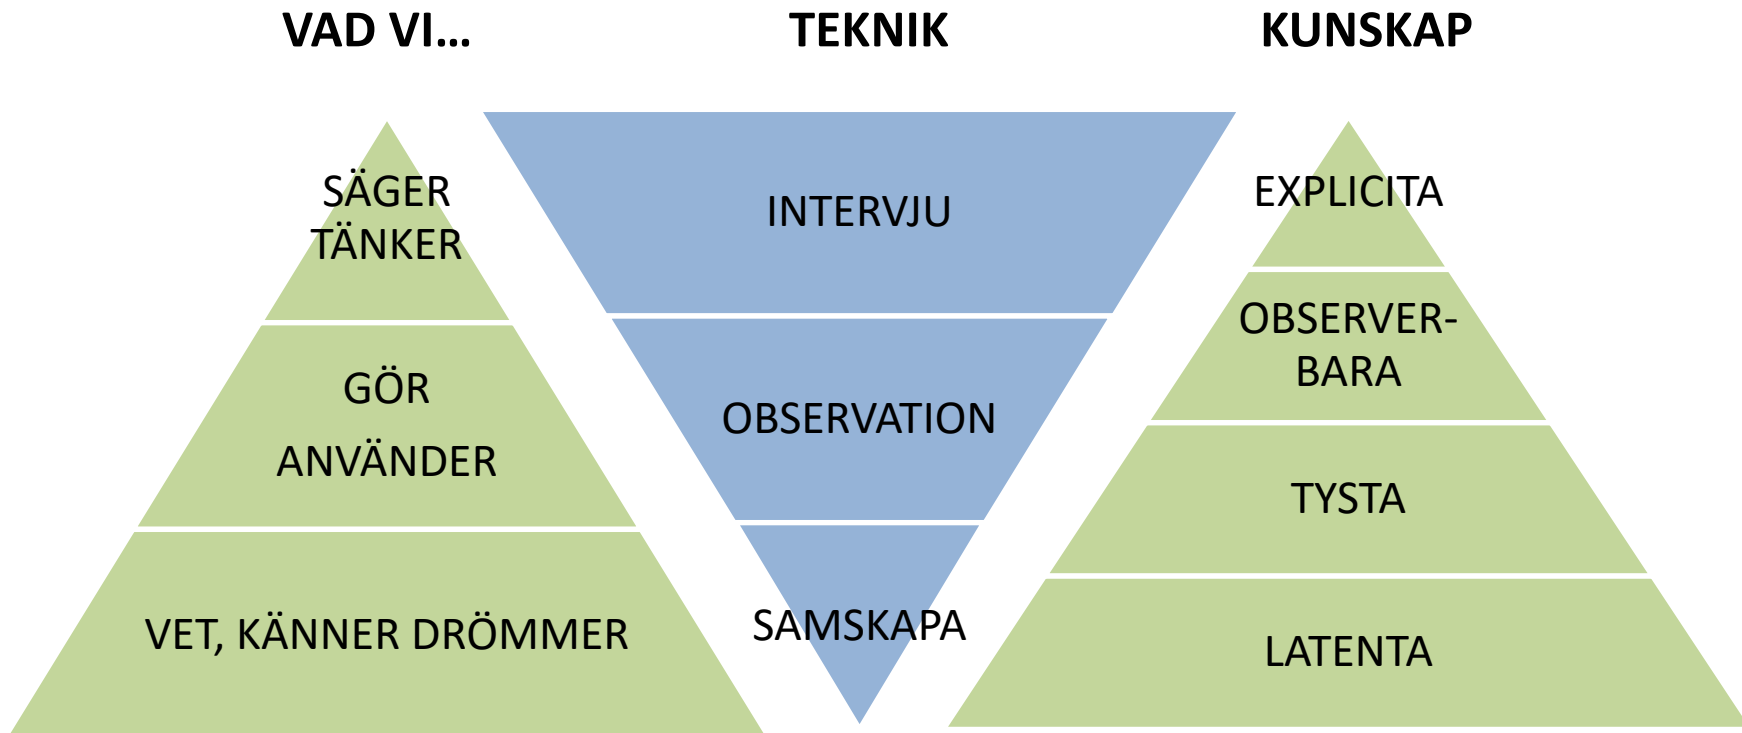 VAD VI...
TEKNIK
KUNSKAP
SÄGER
TÄNKER
GÖR
ANVÄNDER
VET, KÄNNER DRÖMMER
INTERVJU
OBSERVATION
SAMSKAPA
EXPLICITA
OBSERVER-
BARA
TYSTA
LATENTA